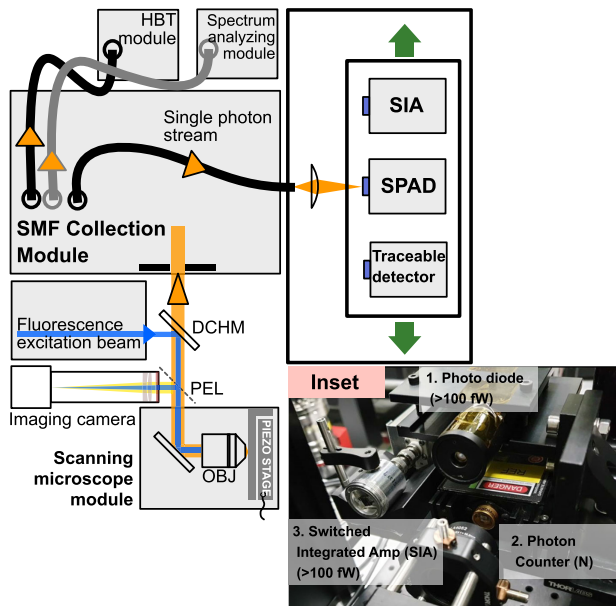 HBT
module
Spectrum
analyzing
module
Single photon
stream
SIA
SPAD
Traceable
detector
SMF Collection
Module
Fluorescence
excitation beam
DCHM
PEL
Imaging camera
Scanning
microscope
module
OBJ
PIEZO STAGE
Inset
1. Photo diode
(>100 fW)
DANGER
3. Switched
Integrated Amp (SIA)
(>100 fW)
2. Photon
Counter (N)